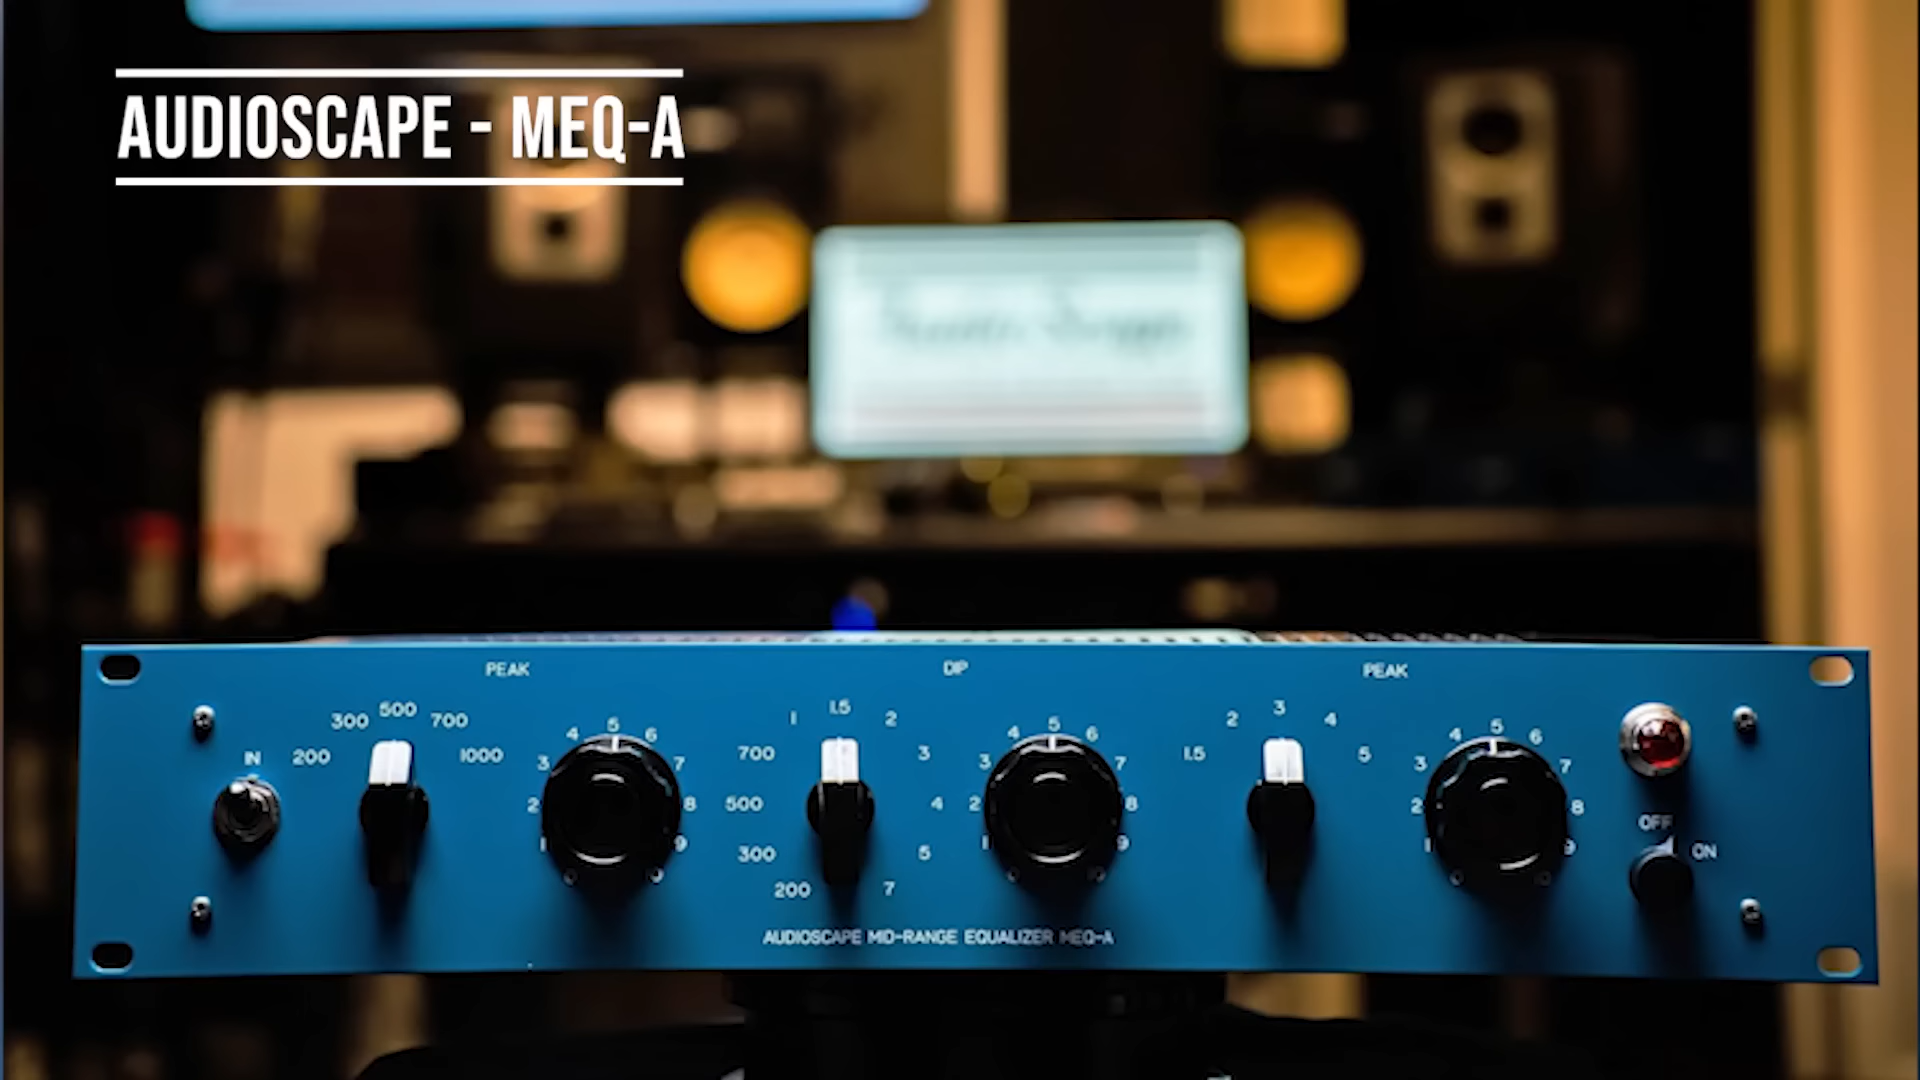 AUDIOSCAPE - MEQ-A
PEAK
DIP
PEAK
IN
200 300 500 700 1000
1 2 3 4 5 6 7 8 9
200 300 500 700 1 1.5 2 3 4 5 7
1 2 3 4 5 6 7 8 9
1.5 2 3 4 5
1 2 3 4 5 6 7 8 9 10
OFF
ON
AUDIOSCAPE MID-RANGE EQUALIZER MEQ-A